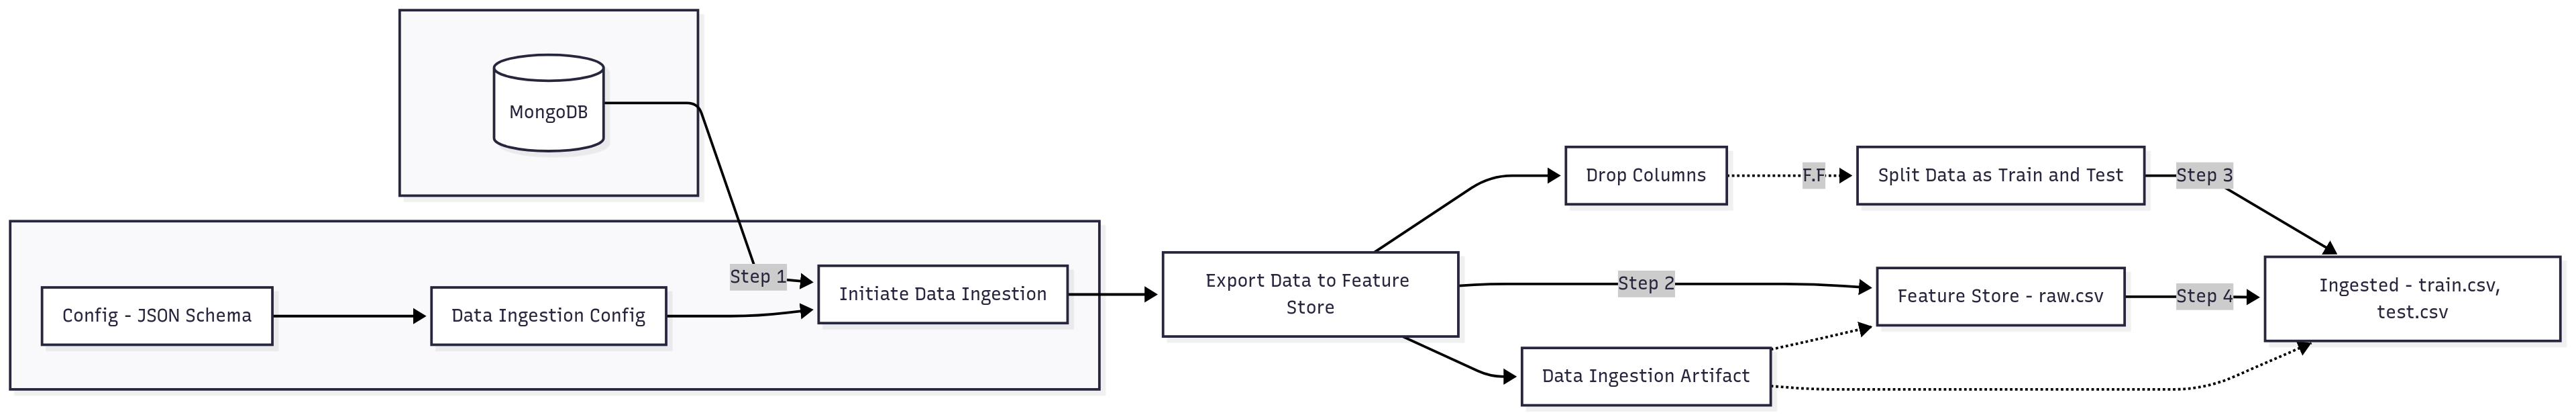 MongoDB
Step 1
Config - JSON Schema
Data Ingestion Config
Initiate Data Ingestion
Export Data to Feature
Store
Drop Columns
F.F
Split Data as Train and Test
Step 3
Step 2
Feature Store - raw.csv
Step 4
Ingested - train.csv,
test.csv
Data Ingestion Artifact